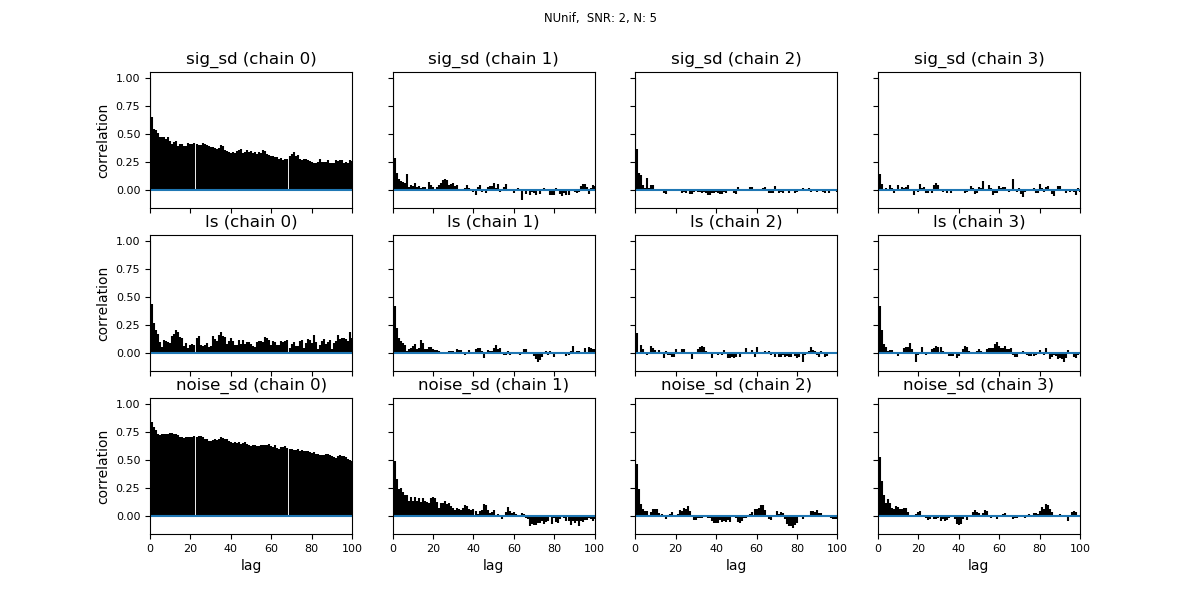 NUnif,  SNR: 2, N: 5
sig_sd (chain 0)
sig_sd (chain 1)
sig_sd (chain 2)
sig_sd (chain 3)
1.00
0.75
0.50
0.25
0.00
correlation
ls (chain 0)
ls (chain 1)
ls (chain 2)
ls (chain 3)
1.00
0.75
0.50
0.25
0.00
correlation
noise_sd (chain 0)
noise_sd (chain 1)
noise_sd (chain 2)
noise_sd (chain 3)
1.00
0.75
0.50
0.25
0.00
correlation
0 20 40 60 80 100
0 20 40 60 80 100
0 20 40 60 80 100
0 20 40 60 80 100
lag
lag
lag
lag